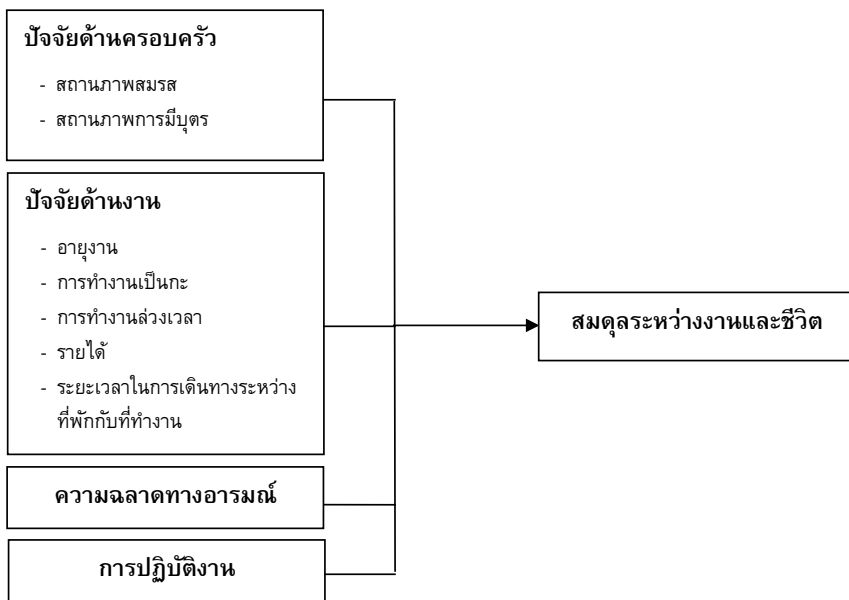 ปัจจัยด้านครอบครัว
- สถานภาพสมรส
- สถานภาพการมีบุตร
ปัจจัยด้านงาน
- อายุงาน
- การทำงานเป็นกะ
- การทำงานล่วงเวลา
- รายได้
- ระยะเวลาในการเดินทางระหว่าง
ที่พักกับที่ทำงาน
ความฉลาดทางอารมณ์
การปฏิบัติงาน
สมดุลระหว่างงานและชีวิต